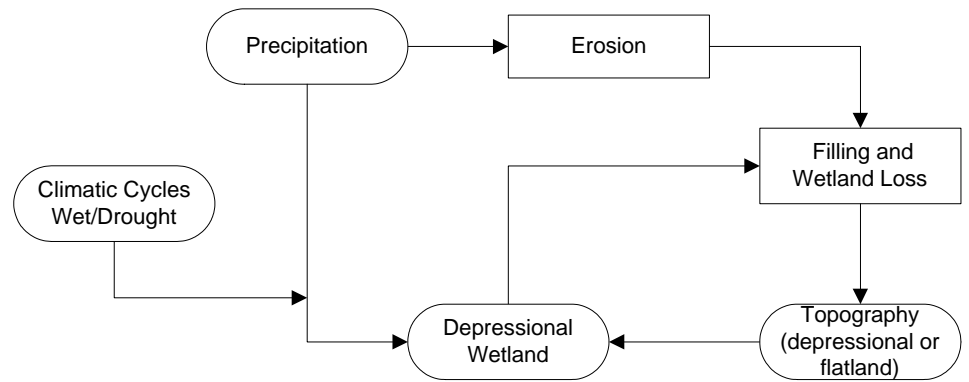 Precipitation
Erosion
Filling and
Wetland Loss
Climatic Cycles
Wet/Drought
Depressional
Wetland
Topography
(depressional or
flatland)